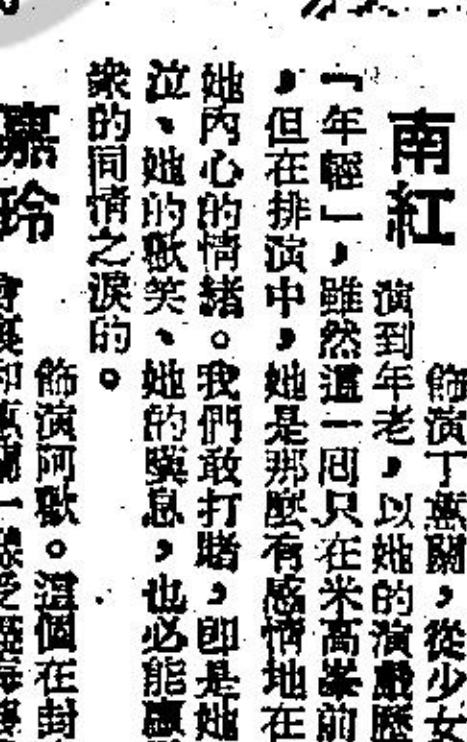 南紅
飾演丁蕙蘭,從少女
演到年老,以她的演戲歷
「年輕」,雖然這一回只在米高峯前
,但在排演中,她是那麼有感情地在
她內心的情緒。我們敢打賭,即是她
泣、她的歡笑、她的嘆息,也必能
衆的同情之淚的。
嘉玲
飾演阿歡。這個在封